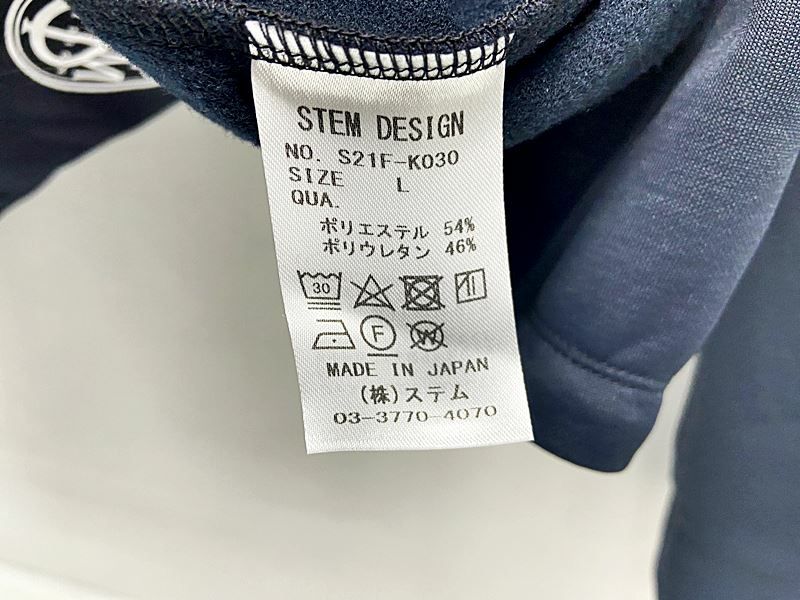 STEM DESIGN
NO. S21F-K030
SIZE L
QUA.
ポリエステル 54%
ポリウレタン 46%
30
F
W
MADE IN JAPAN
(株)ステム
03-3770-4070